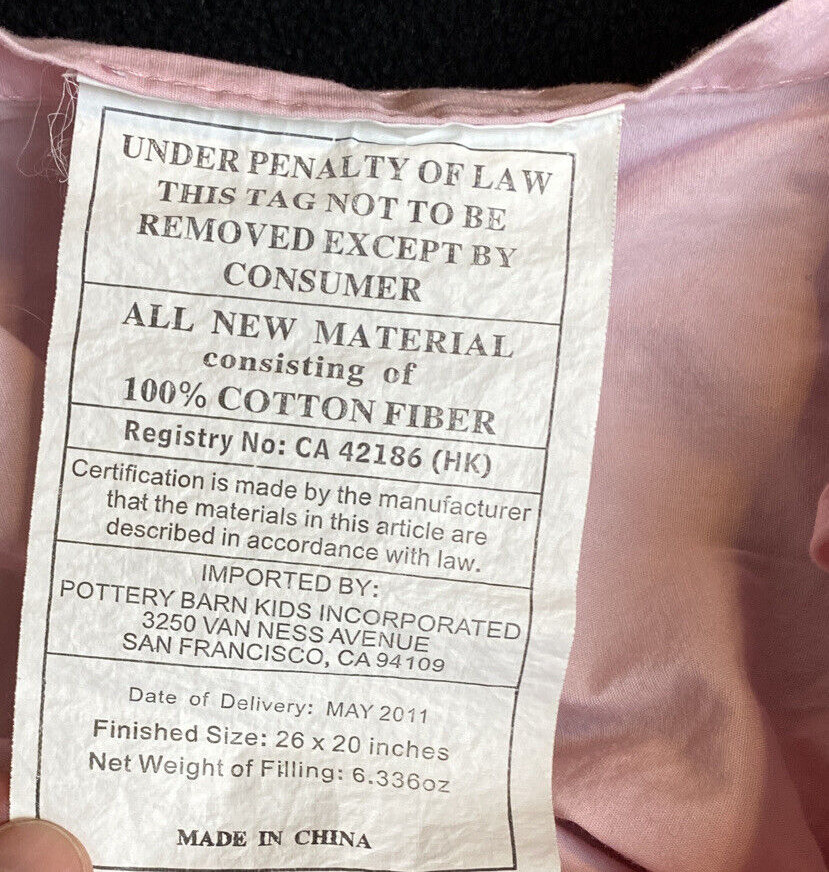 UNDER PENALTY OF LAW
THIS TAG NOT TO BE
REMOVED EXCEPT BY
CONSUMER
ALL NEW MATERIAL
consisting of
100% COTTON FIBER
Registry No: CA 42186 (HK)
Certification is made by the manufacturer
that the materials in this article are
described in accordance with law.
IMPORTED BY:
POTTERY BARN KIDS INCORPORATED
3250 VAN NESS AVENUE
SAN FRANCISCO, CA 94109
Date of Delivery: MAY 2011
Finished Size: 26 x 20 inches
Net Weight of Filling: 6.336oz
MADE IN CHINA